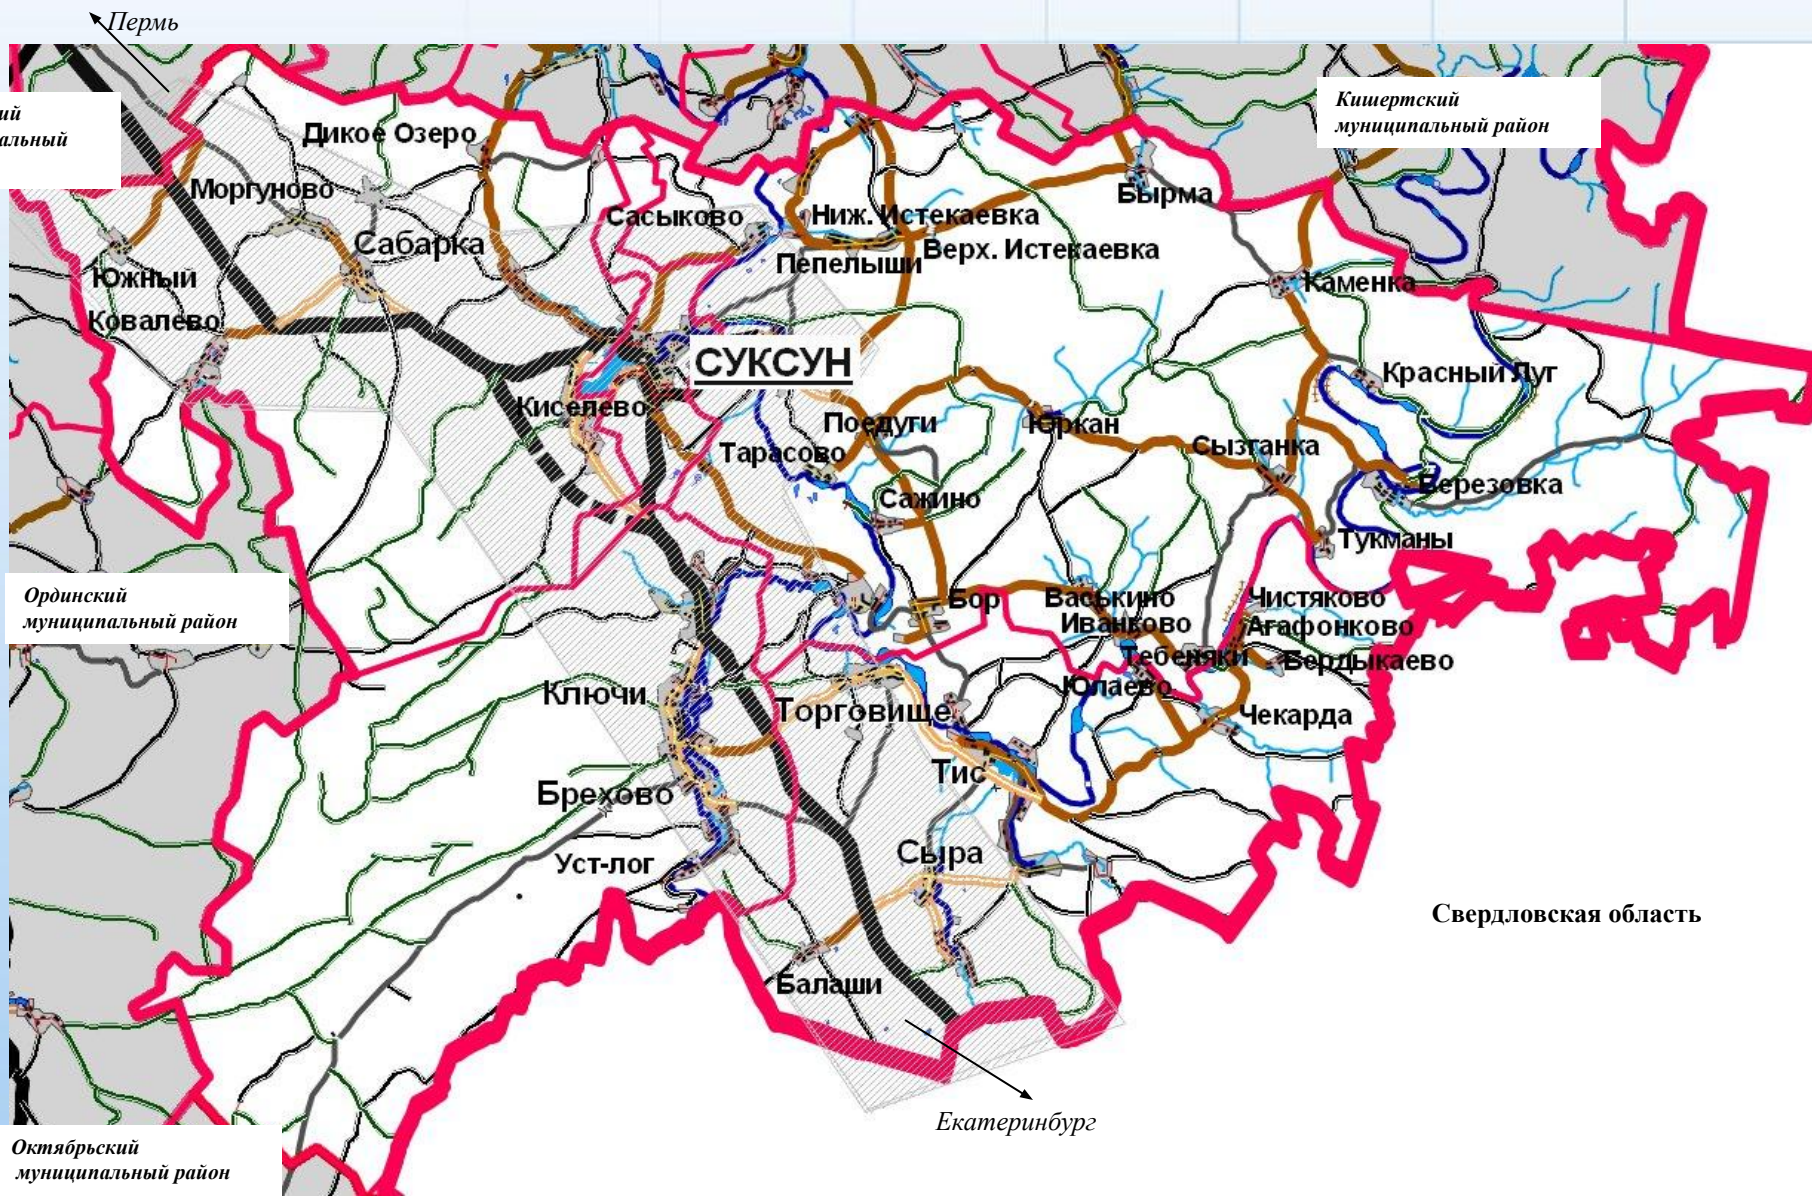 Пермь
Кишертский
муниципальный район
ий
альный
Дикое Озеро
Моргуново
Бырма
Сасыково
Ниж. Истекаевка
Сабарка
Верх. Истекаевка
Пепелыши
Южный
Каменка
Ковалево
СУКСУН
Красный Луг
Киселево
Поедуги
Юркан
Тарасово
Сызганка
Сажино
Березовка
Тукманы
Ординский
муниципальный район
Бор
Васькино
Чистяково
Иванково
Агафонково
Тебеняки
Бердыкаево
Юлаево
Ключи
Торговище
Чекарда
Тис
Брехово
Сыра
Уст-лог
Свердловская область
Балаши
Екатеринбург
Октябрьский
муниципальный район